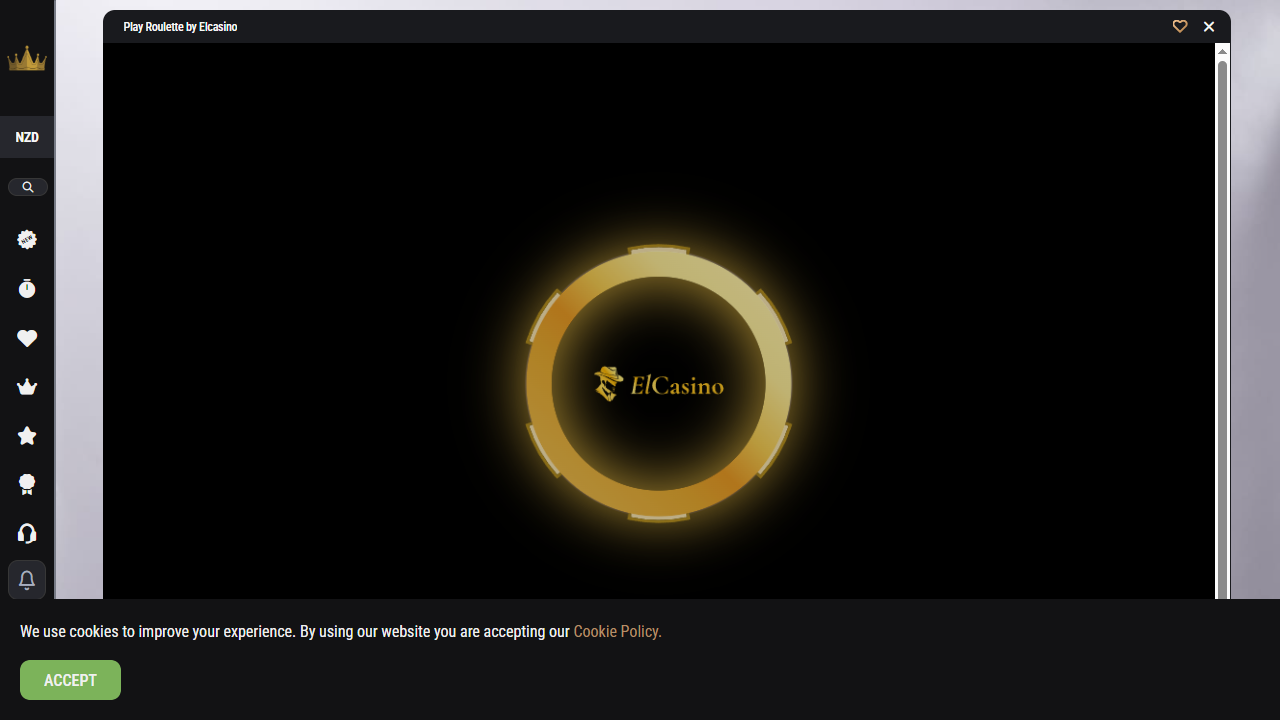 Play Roulette by Elcasino
NZD
NEW
ElCasino
We use cookies to improve your experience. By using our website you are accepting our Cookie Policy.
ACCEPT